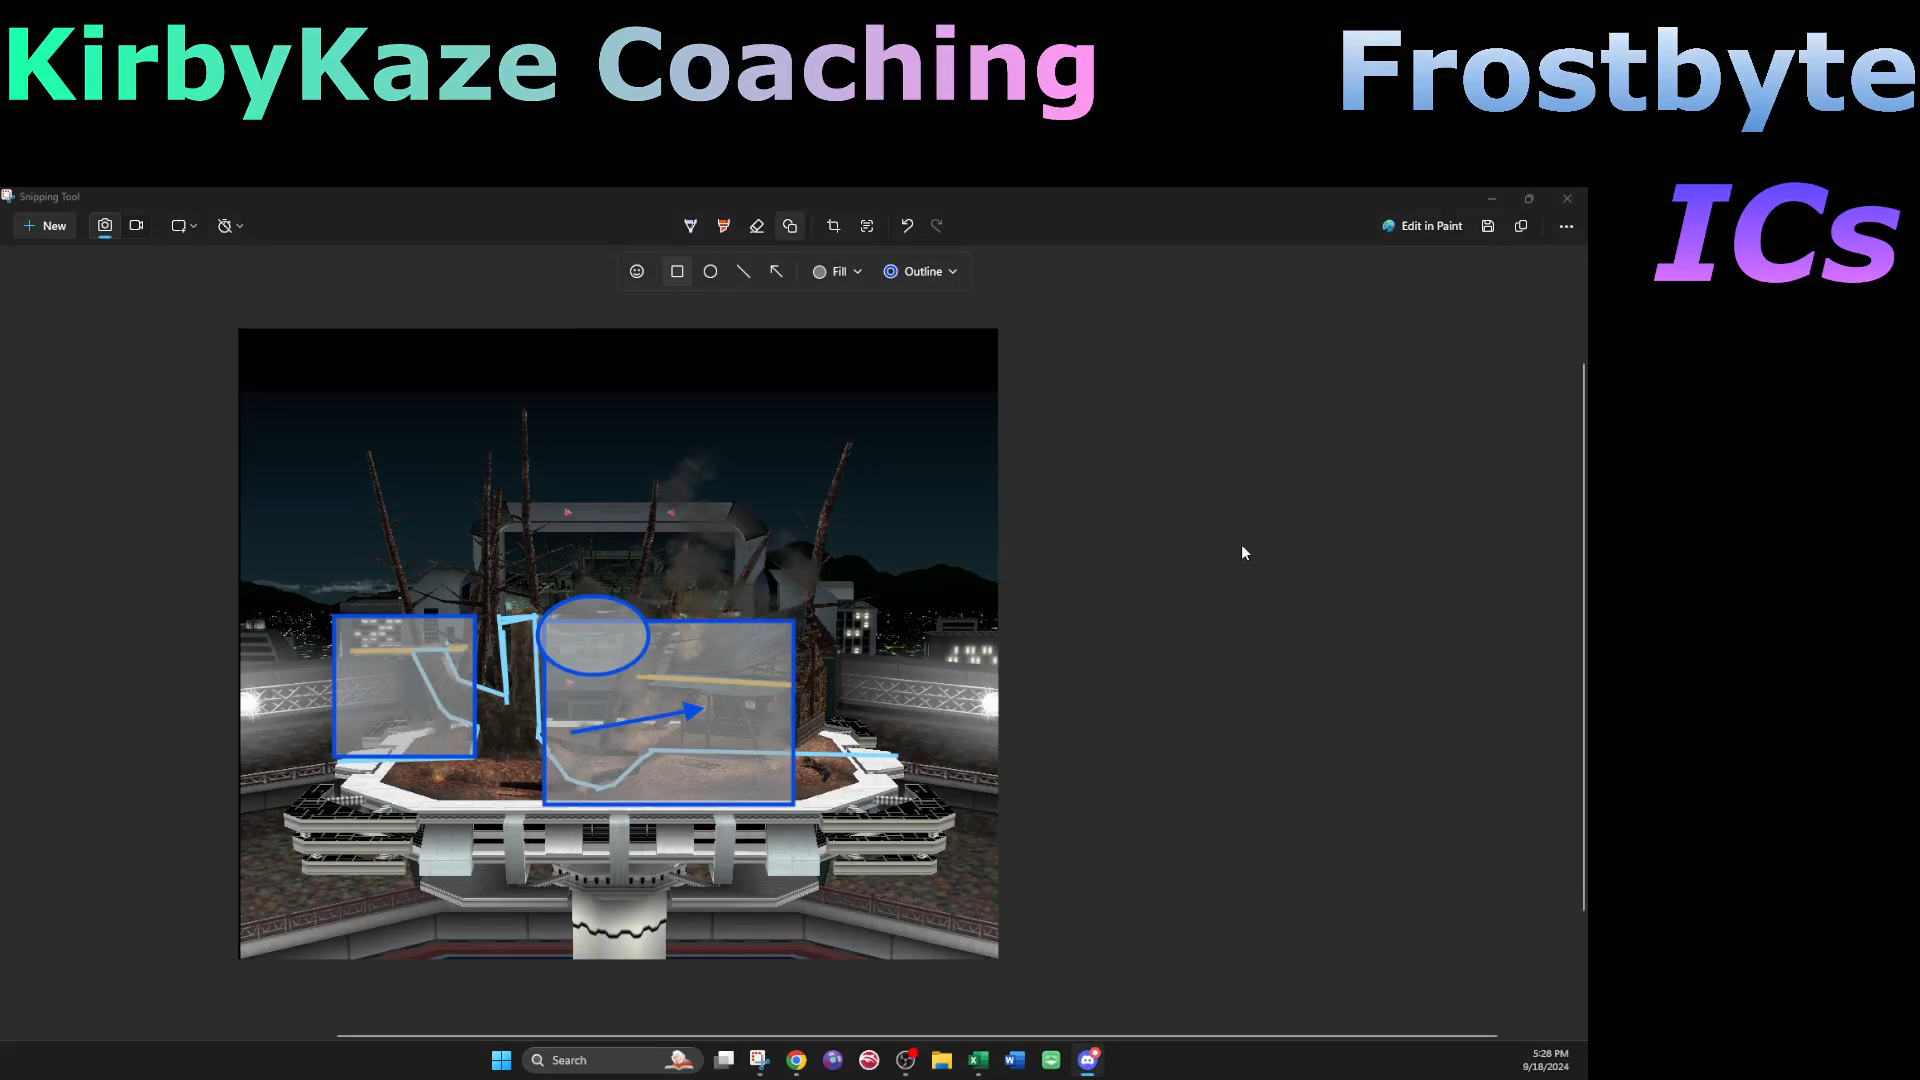 KirbyKaze Coaching
Frostbyte
ICs
Snipping Tool
New
Edit in Paint
Fill
Outline
Search
5:28 PM
9/18/2024